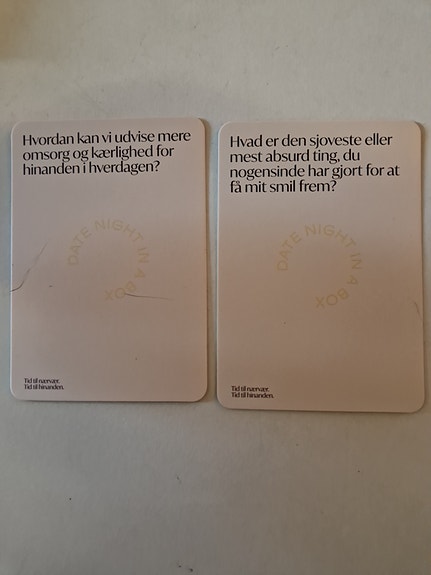 Hvordan kan vi udvise mere
omsorg og kærlighed for
hinanden i hverdagen?
DATE NIGHT IN A BOX
Tid til nærvær.
Tid til hinanden.
Hvad er den sjoveste eller
mest absurd ting, du
nogensinde har gjort for at
få mit smil frem?
DATE NIGHT IN A BOX
Tid til nærvær.
Tid til hinanden.